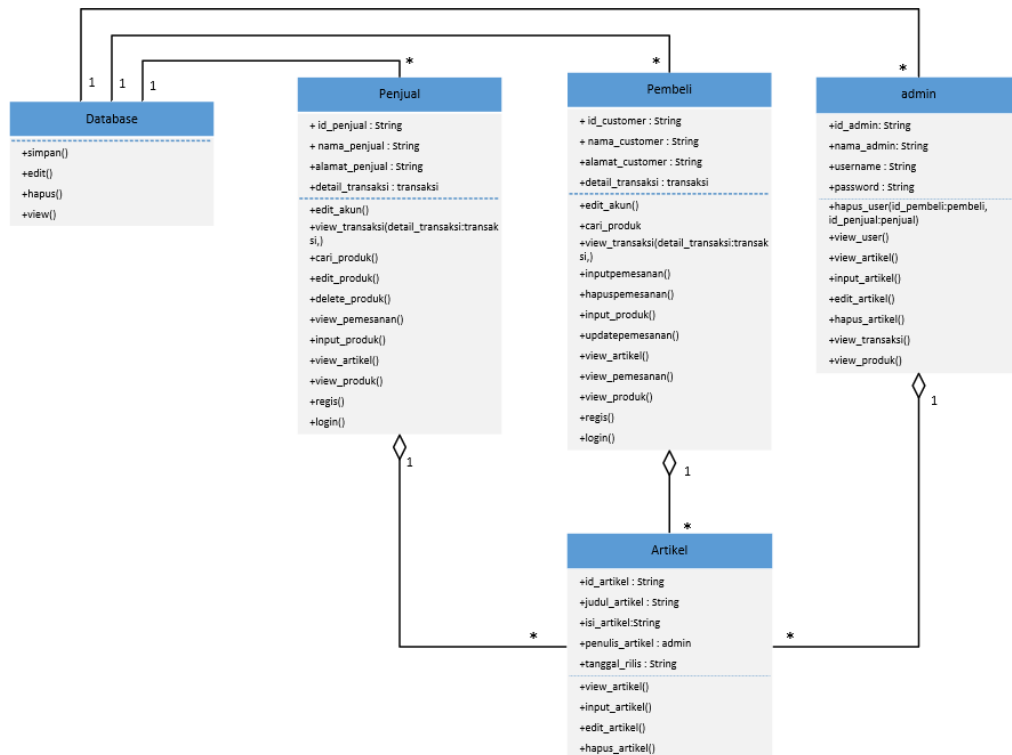 1
1
1
*
*
*
Database
+simpan()
+edit()
+hapus()
+view()
Penjual
+ id_penjual : String
+ nama_penjual : String
+alamat_penjual : String
+detail_transaksi : transaksi
+edit_akun()
+view_transaksi(detail_transaksi:transak
si,)
+cari_produk()
+edit_produk()
+delete_produk()
+view_pemesanan()
+input_produk()
+view_artikel()
+view_produk()
+regis()
+login()
1
Pembeli
+ id_customer : String
+ nama_customer : String
+alamat_customer : String
+detail_transaksi : transaksi
+edit_akun()
+cari_produk
+view_transaksi(detail_transaksi:transak
si,)
+inputpemesanan()
+hapuspemesanan()
+input_produk()
+updatepemesanan()
+view_artikel()
+view_pemesanan()
+view_produk()
+regis()
+login()
1
admin
+id_admin: String
+nama_admin: String
+username : String
+password : String
+hapus_user(id_pembeli:pembeli,
id_penjual:penjual)
+view_user()
+view_artikel()
+input_artikel()
+edit_artikel()
+hapus_artikel()
+view_transaksi()
+view_produk()
1
*
*
*
Artikel
+id_artikel : String
+judul_artikel : String
+isi_artikel:String
+penulis_artikel : admin
+tanggal_rilis : String
+view_artikel()
+input_artikel()
+edit_artikel()
+hapus_artikel()